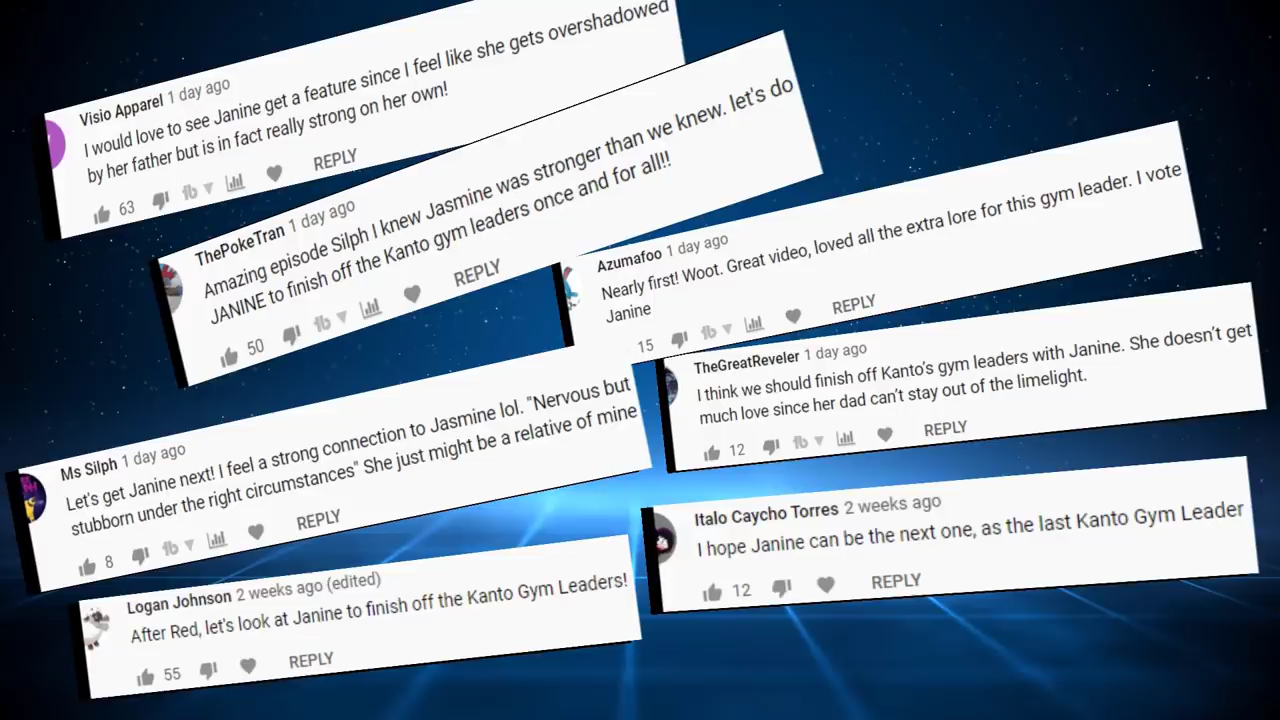 Visio Apparel 1 day ago
I would love to see Janine get a feature since I feel like she gets overshadowed
by her father but is in fact really strong on her own!
63 REPLY
ThePokeTran 1 day ago
Amazing episode Silph I knew Jasmine was stronger than we knew. let's do
JANINE to finish off the Kanto gym leaders once and for all!!
50 REPLY
Azumafoo 1 day ago
Nearly first! Woot. Great video, loved all the extra lore for this gym leader. I vote
Janine
15 REPLY
TheGreatReveler 1 day ago
I think we should finish off Kanto's gym leaders with Janine. She doesn't get
much love since her dad can't stay out of the limelight.
12 REPLY
Ms Silph 1 day ago
Let's get Janine next! I feel a strong connection to Jasmine lol. "Nervous but
stubborn under the right circumstances" She just might be a relative of mine
8 REPLY
Italo Caycho Torres 2 weeks ago
I hope Janine can be the next one, as the last Kanto Gym Leader
12 REPLY
Logan Johnson 2 weeks ago (edited)
After Red, let's look at Janine to finish off the Kanto Gym Leaders!
55 REPLY